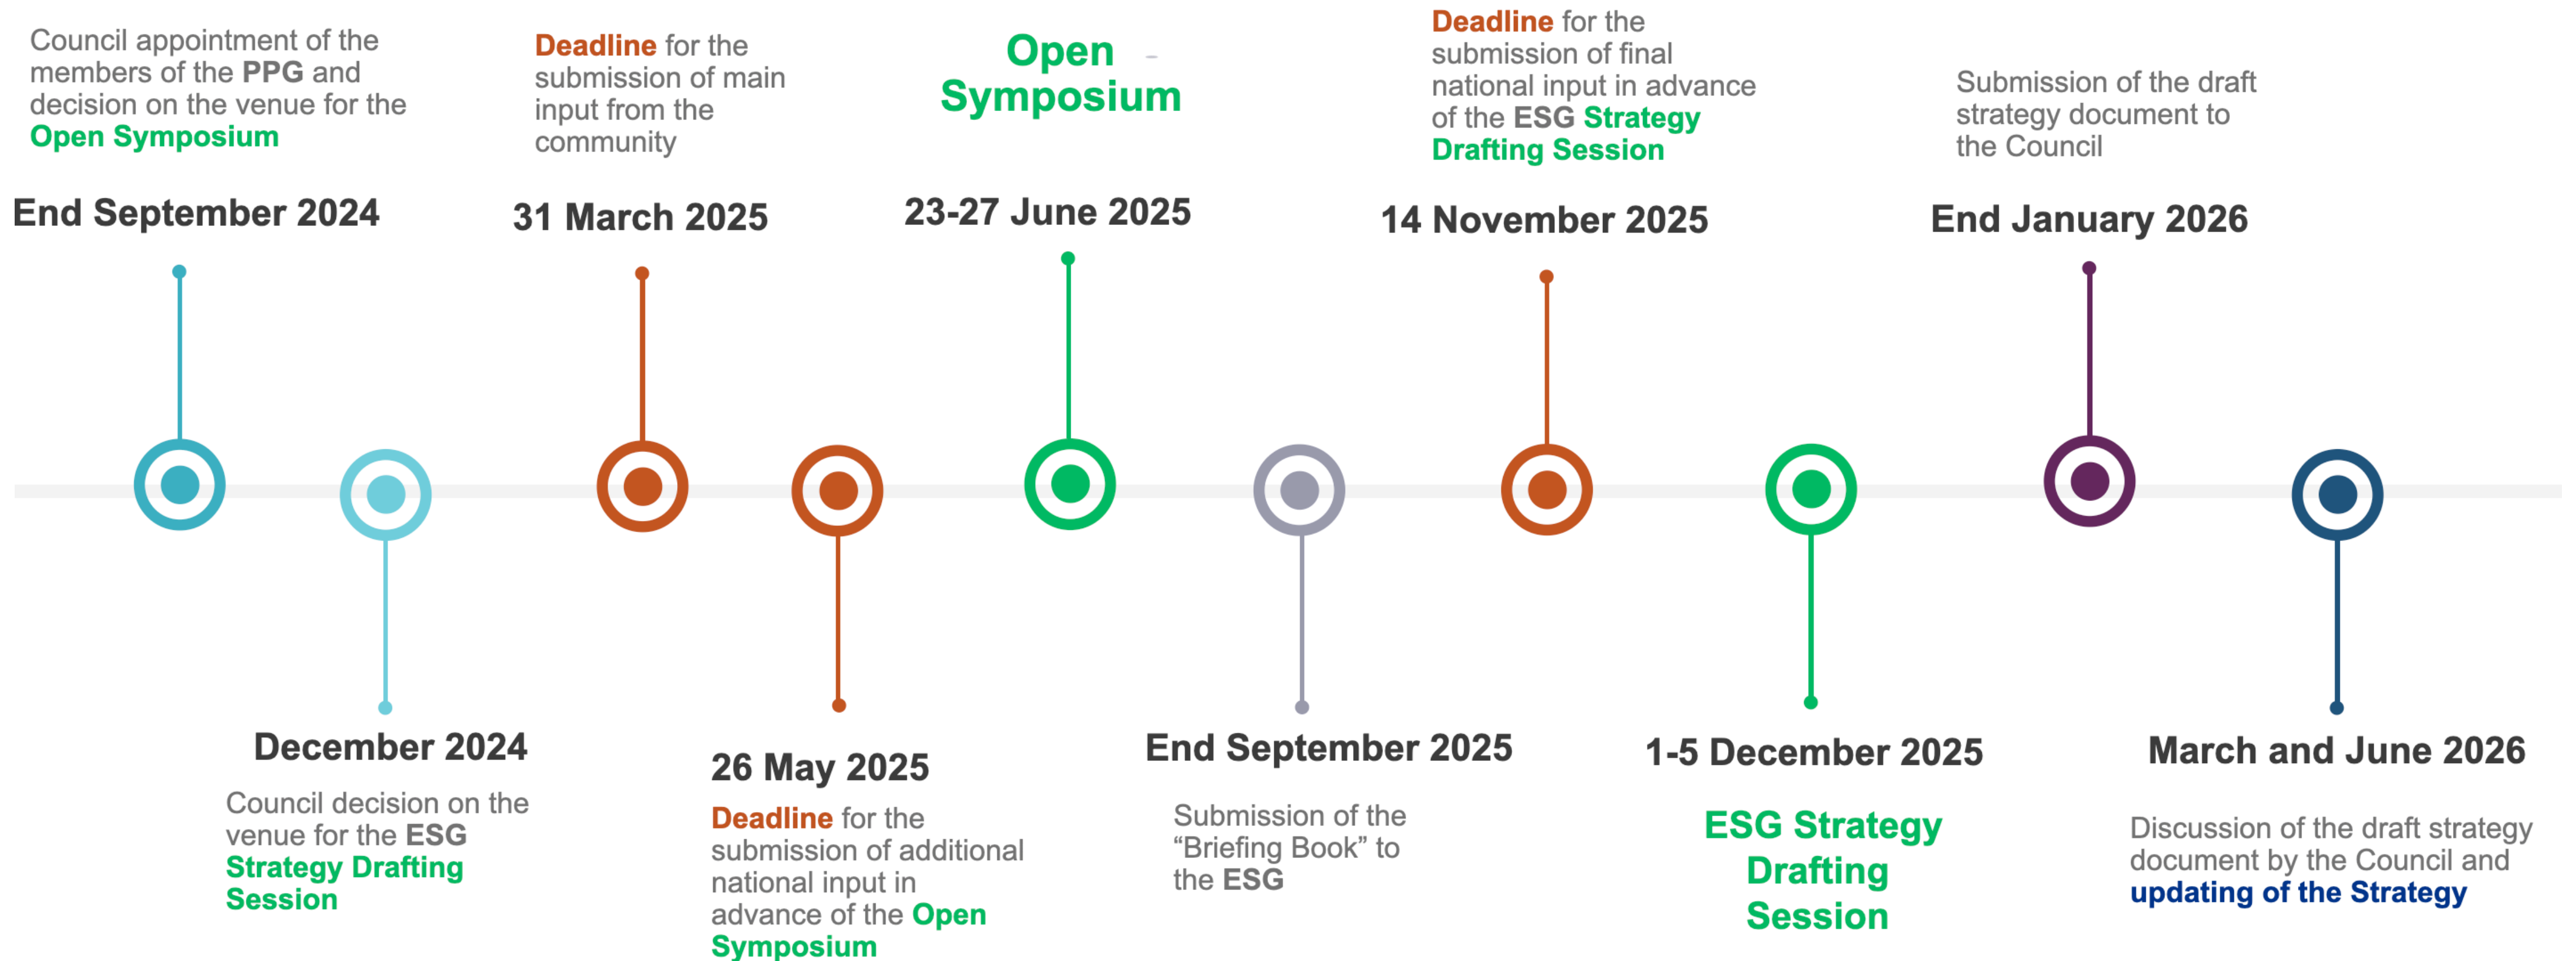 Council appointment of the
members of the PPG and
decision on the venue for the
Open Symposium
End September 2024
December 2024
Council decision on the
venue for the ESG
Strategy Drafting
Session
Deadline for the
submission of main
input from the
community
31 March 2025
26 May 2025
Deadline for the
submission of additional
national input in
advance of the Open
Symposium
Open
Symposium
23-27 June 2025
End September 2025
Submission of the
“Briefing Book” to
the ESG
Deadline for the
submission of final
national input in advance
of the ESG Strategy
Drafting Session
14 November 2025
1-5 December 2025
ESG Strategy
Drafting
Session
Submission of the draft
strategy document to
the Council
End January 2026
March and June 2026
Discussion of the draft strategy
document by the Council and
updating of the Strategy